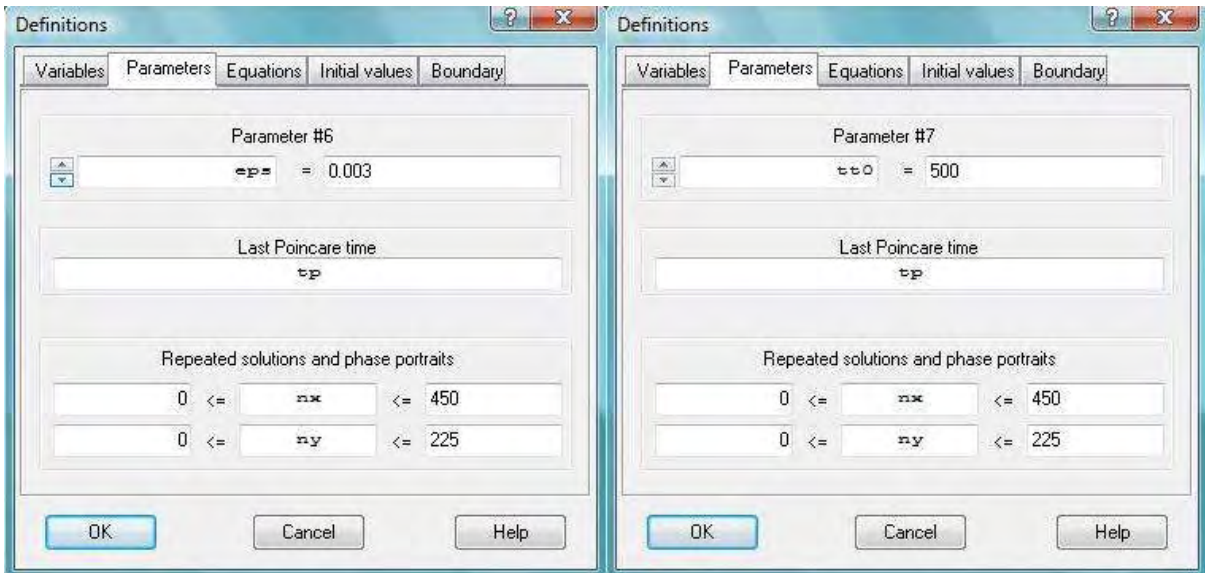 Definitions
Variables Parameters Equations Initial values Boundary
Parameter #6
eps = 0.003
Last Poincare time
tp
Repeated solutions and phase portraits
0 <= nx <= 450
0 <= ny <= 225
OK Cancel Help
Definitions
Variables Parameters Equations Initial values Boundary
Parameter #7
tt0 = 500
Last Poincare time
tp
Repeated solutions and phase portraits
0 <= nx <= 450
0 <= ny <= 225
OK Cancel Help